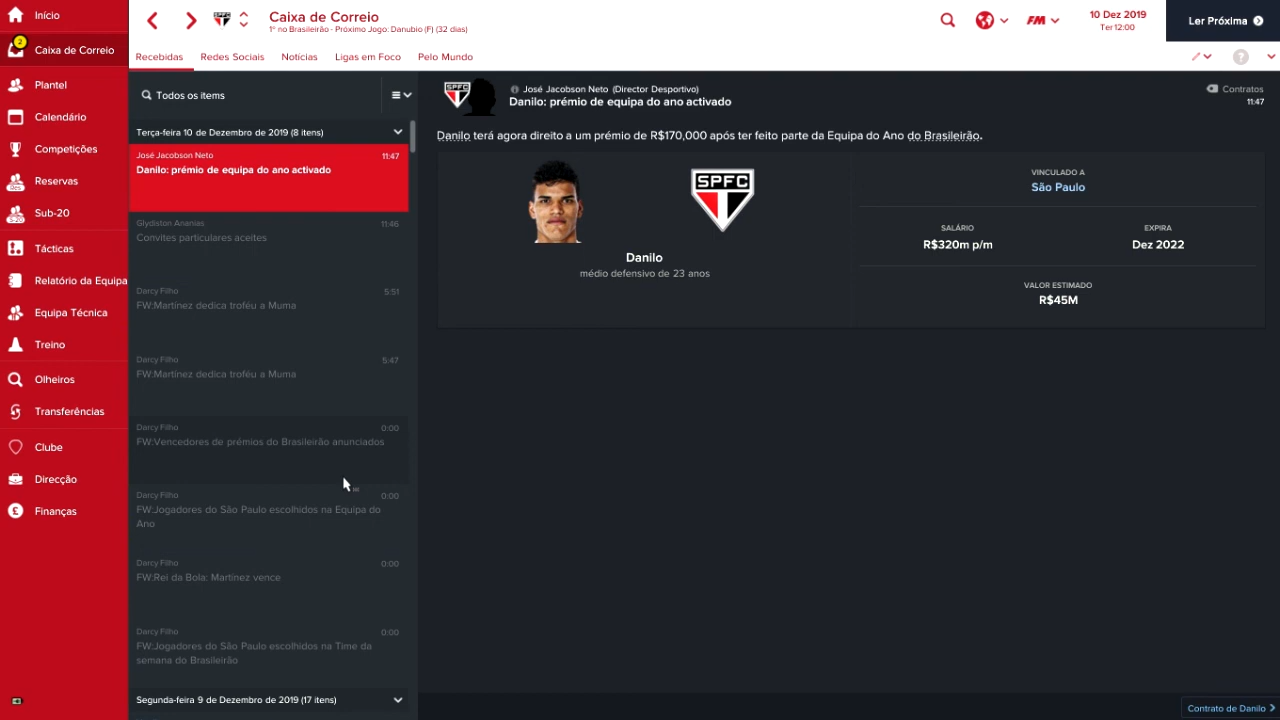 Início
2
Caixa de Correio
Plantel
Calendário
Competições
Res
Reservas
S-20
Sub-20
Tácticas
Relatório da Equipa
Equipa Técnica
Treino
Olheiros
Transferências
Clube
Direcção
Finanças
SPFC
Caixa de Correio
1º no Brasileirão - Próximo Jogo: Danubio (F) (32 dias)
FM
10 Dez 2019
Ter 12:00
Ler Próxima
Recebidas
Redes Sociais
Notícias
Ligas em Foco
Pelo Mundo
?
Todos os items
Terça-feira 10 de Dezembro de 2019 (8 itens)
José Jacobson Neto 11:47
Danilo: prémio de equipa do ano activado
Glydiston Ananias 11:46
Convites particulares aceites
Darcy Filho 5:51
FW:Martínez dedica troféu a Muma
Darcy Filho 5:47
FW:Martínez dedica troféu a Muma
Darcy Filho 0:00
FW:Vencedores de prémios do Brasileirão anunciados
Darcy Filho 0:00
FW:Jogadores do São Paulo escolhidos na Equipa do
Ano
Darcy Filho 0:00
FW:Rei da Bola: Martínez vence
Darcy Filho 0:00
FW:Jogadores do São Paulo escolhidos na Time da
semana do Brasileirão
Segunda-feira 9 de Dezembro de 2019 (17 itens)
SPFC
José Jacobson Neto (Director Desportivo)
Danilo: prémio de equipa do ano activado
Contratos
11:47
Danilo terá agora direito a um prémio de R$170,000 após ter feito parte da Equipa do Ano do Brasileirão.
SPFC
Danilo
médio defensivo de 23 anos
VINCULADO A
São Paulo
SALÁRIO
R$320m p/m
EXPIRA
Dez 2022
VALOR ESTIMADO
R$45M
Contrato de Danilo